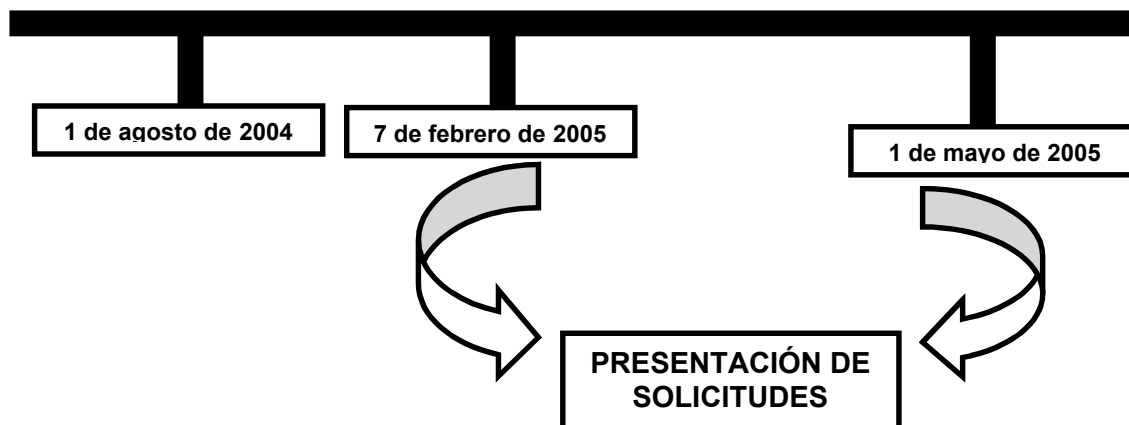 1 de agosto de 2004
7 de febrero de 2005
1 de mayo de 2005
PRESENTACIÓN DE
SOLICITUDES